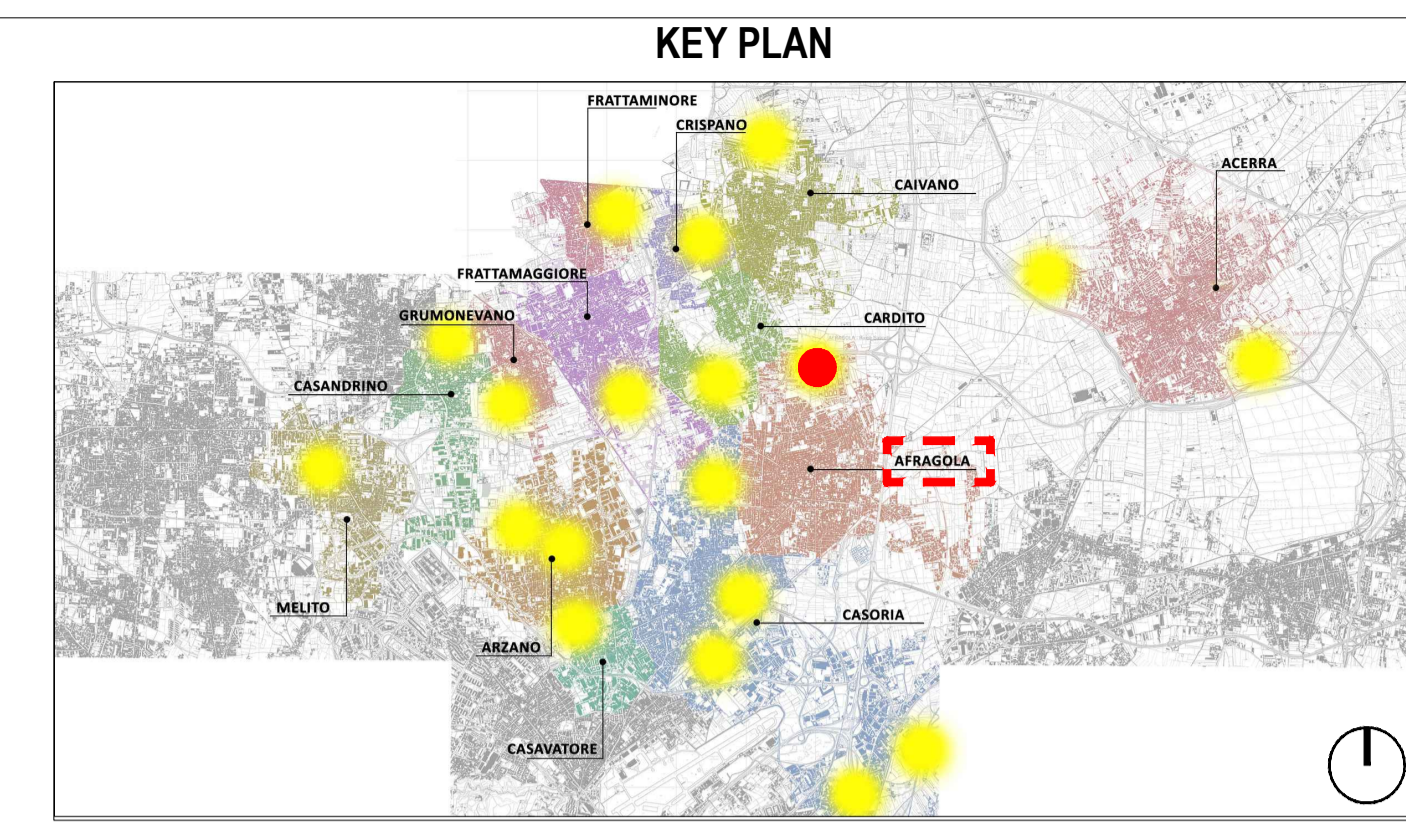 KEY PLAN
FRATTAMINORE
CRISPANO
ACERRA
CAIVANO
FRATTAMAGGIORE
GRUMONEVANO
CARDITO
CASANDRINO
AFRAGOLA
MELITO
CASORIA
ARZANO
CASAVATORE